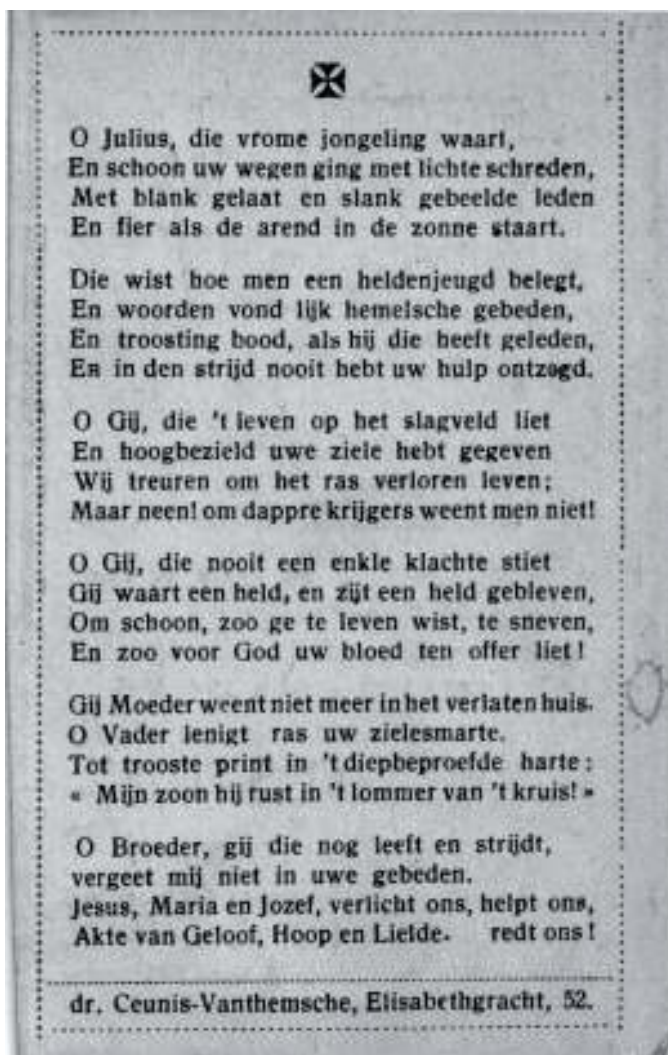 O Julius, die vrome jongeling waart,
En schoon uw wegen ging met lichte schreden,
Met blank gelaat en slank gebeelde leden
En fier als de arend in de zonne staart.
Die wist hoe men een heldenjeugd belegt,
En woorden vond lijk hemelsche gebeden,
En troosting bood, als hij die heeft geleden,
En in den strijd nooit hebt uw hulp ontzegd.
O Gij, die 't leven op het slagveld liet
En hoogbezield uwe ziele hebt gegeven
Wij treuren om het ras verloren leven;
Maar neen! om dappre krijgers weent men niet!
O Gij, die nooit een enkle klachte stiet
Gij waart een held, en zijt een held gebleven,
Om schoon, zoo ge te leven wist, te sneven,
En zoo voor God uw bloed ten offer liet!
Gij Moeder weent niet meer in het verlaten huis.
O Vader lenigt ras uw zielesmarte.
Tot trooste print in 't diepbeproefde harte:
« Mijn zoon hij rust in 't lommer van 't kruis! »
O Broeder, gij die nog leeft en strijdt,
vergeet mij niet in uwe gebeden.
Jesus, Maria en Jozef, verlicht ons, helpt ons,
Akte van Geloof, Hoop en Liefde. redt ons!
dr. Ceunis-Vanthemsche, Elisabethgracht, 52.